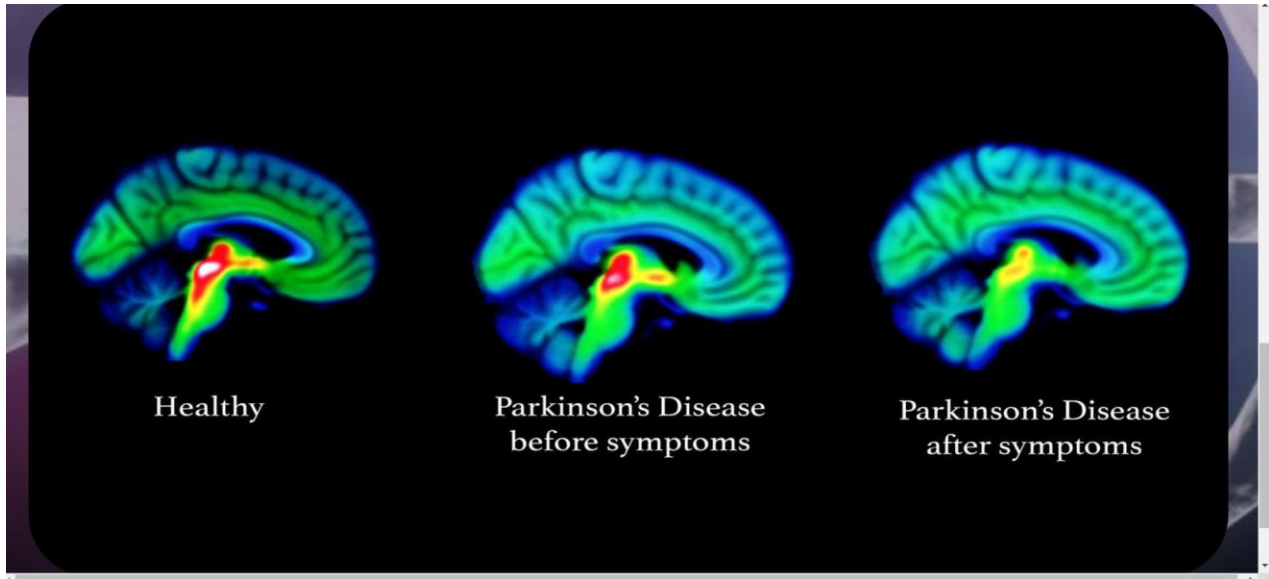 Healthy
Parkinson’s Disease
before symptoms
Parkinson’s Disease
after symptoms